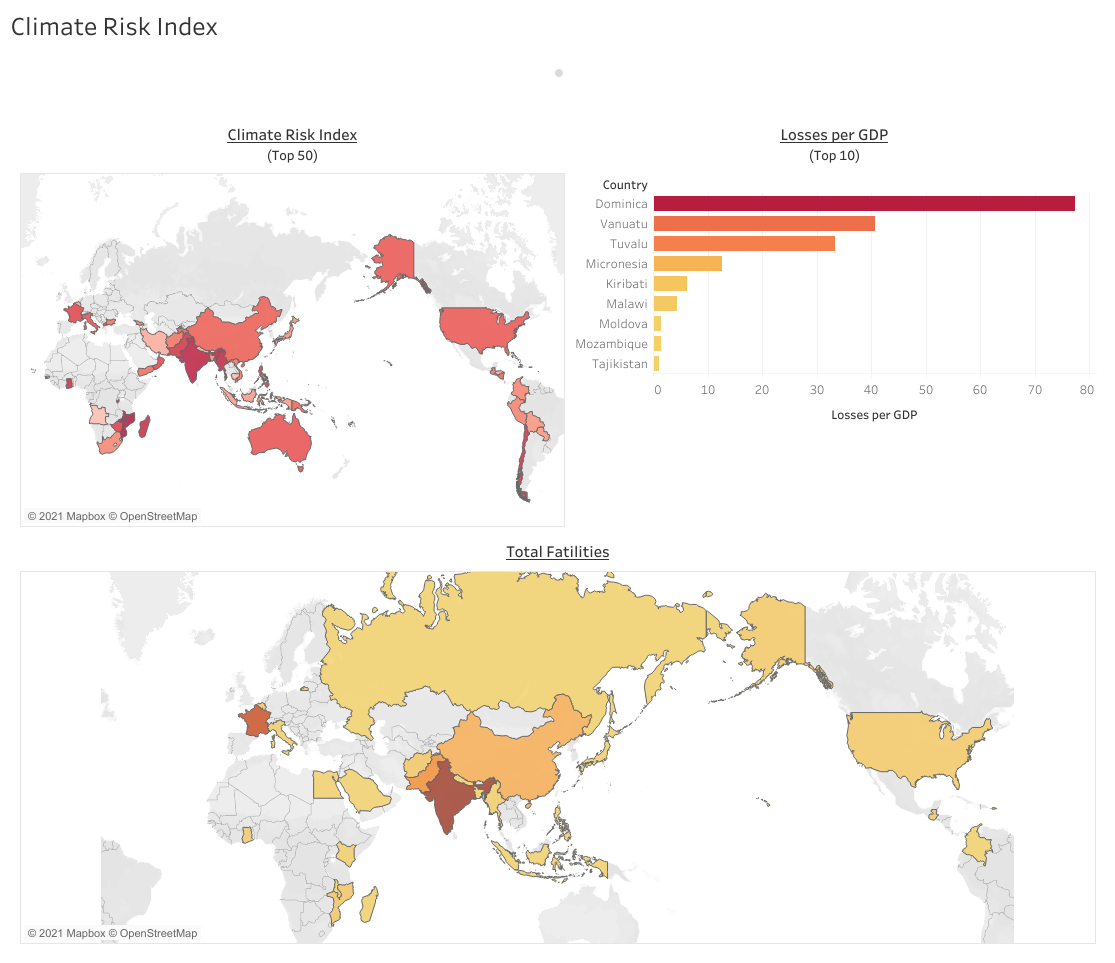 Climate Risk Index
Climate Risk Index
(Top 50)
© 2021 Mapbox © OpenStreetMap
Losses per GDP
(Top 10)
Country
Dominica
Vanuatu
Tuvalu
Micronesia
Kiribati
Malawi
Moldova
Mozambique
Tajikistan
0 10 20 30 40 50 60 70 80
Losses per GDP
Total Fatilities
© 2021 Mapbox © OpenStreetMap